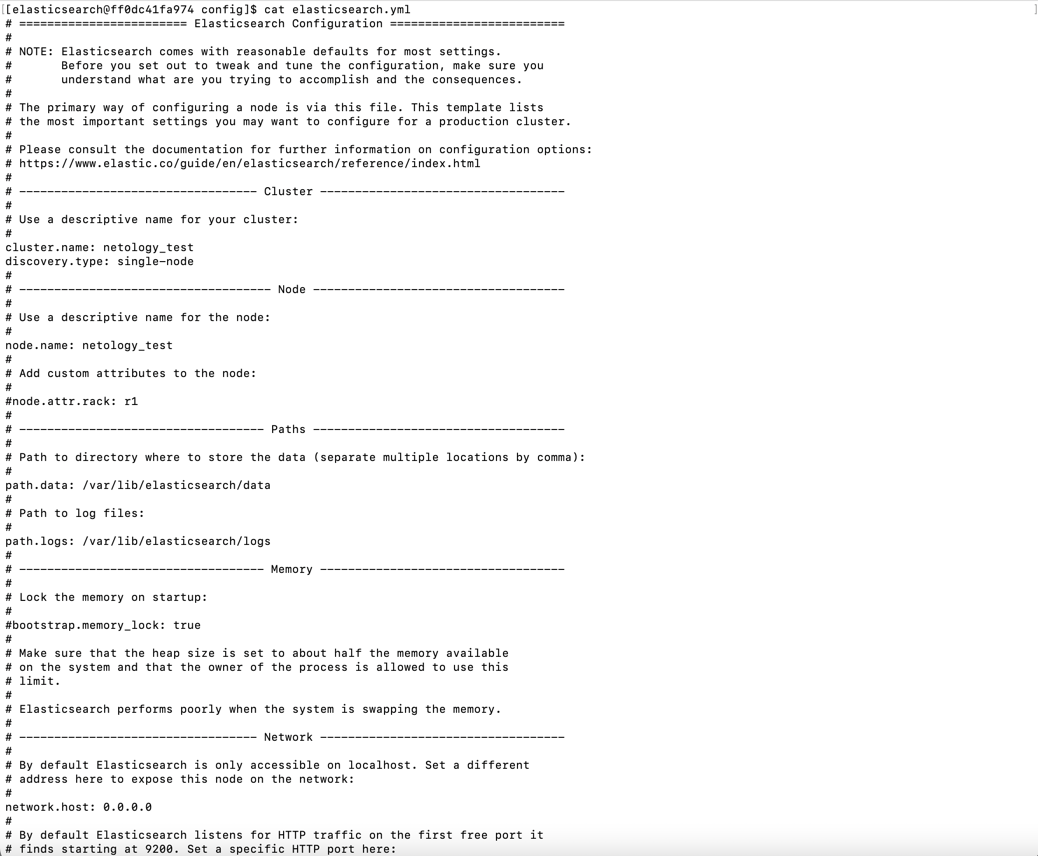 [elasticsearch@ff0dc41fa974 config]$ cat elasticsearch.yml
# ======================== Elasticsearch Configuration =========================
#
# NOTE: Elasticsearch comes with reasonable defaults for most settings.
#       Before you set out to tweak and tune the configuration, make sure you
#       understand what are you trying to accomplish and the consequences.
#
# The primary way of configuring a node is via this file. This template lists
# the most important settings you may want to configure for a production cluster.
#
# Please consult the documentation for further information on configuration options:
# https://www.elastic.co/guide/en/elasticsearch/reference/index.html
#
# ---------------------------------- Cluster -----------------------------------
#
# Use a descriptive name for your cluster:
#
cluster.name: netology_test
discovery.type: single-node
#
# ------------------------------------ Node ------------------------------------
#
# Use a descriptive name for the node:
#
node.name: netology_test
#
# Add custom attributes to the node:
#
#node.attr.rack: r1
#
# ----------------------------------- Paths ------------------------------------
#
# Path to directory where to store the data (separate multiple locations by comma):
#
path.data: /var/lib/elasticsearch/data
#
# Path to log files:
#
path.logs: /var/lib/elasticsearch/logs
#
# ----------------------------------- Memory -----------------------------------
#
# Lock the memory on startup:
#
#bootstrap.memory_lock: true
#
# Make sure that the heap size is set to about half the memory available
# on the system and that the owner of the process is allowed to use this
# limit.
#
# Elasticsearch performs poorly when the system is swapping the memory.
#
# ---------------------------------- Network -----------------------------------
#
# By default Elasticsearch is only accessible on localhost. Set a different
# address here to expose this node on the network:
#
network.host: 0.0.0.0
#
# By default Elasticsearch listens for HTTP traffic on the first free port it
# finds starting at 9200. Set a specific HTTP port here: